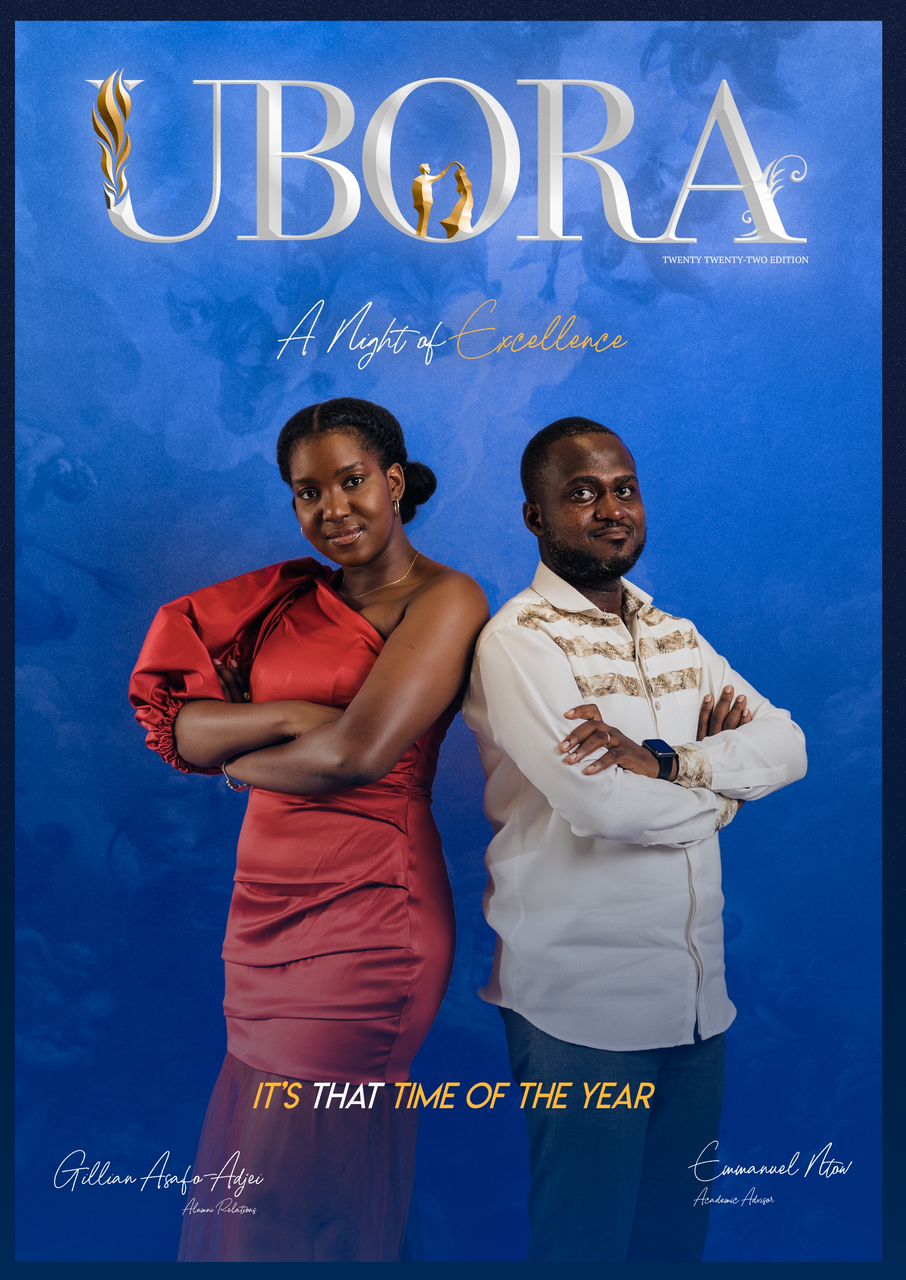 UBORA
TWENTY TWENTY-TWO EDITION
A Night of Excellence
IT'S THAT TIME OF THE YEAR
Gillian Asafo-Adjei
Alumni Relations
Emmanuel Ntow
Academic Advisor